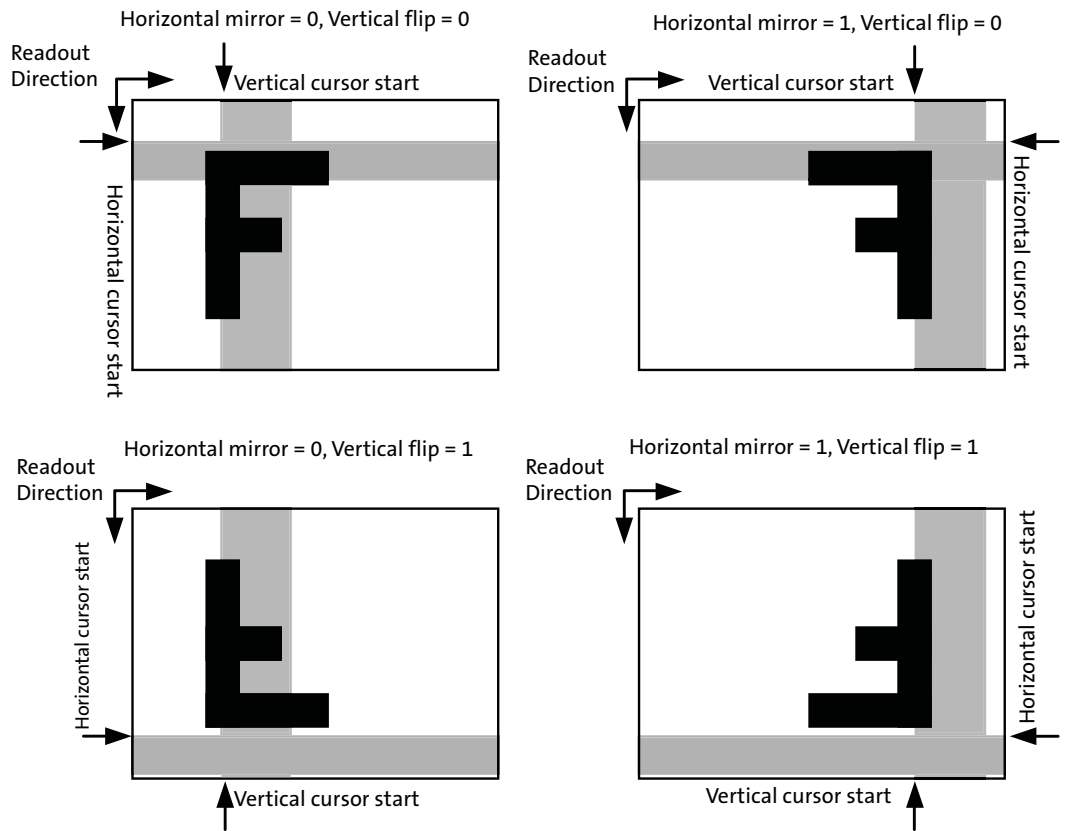 Horizontal mirror = 0, Vertical flip = 0
Readout
Direction
Vertical cursor start
Horizontal cursor start
Horizontal mirror = 1, Vertical flip = 0
Readout
Direction
Vertical cursor start
Horizontal cursor start
Horizontal mirror = 0, Vertical flip = 1
Readout
Direction
Horizontal cursor start
Vertical cursor start
Horizontal mirror = 1, Vertical flip = 1
Readout
Direction
Horizontal cursor start
Vertical cursor start